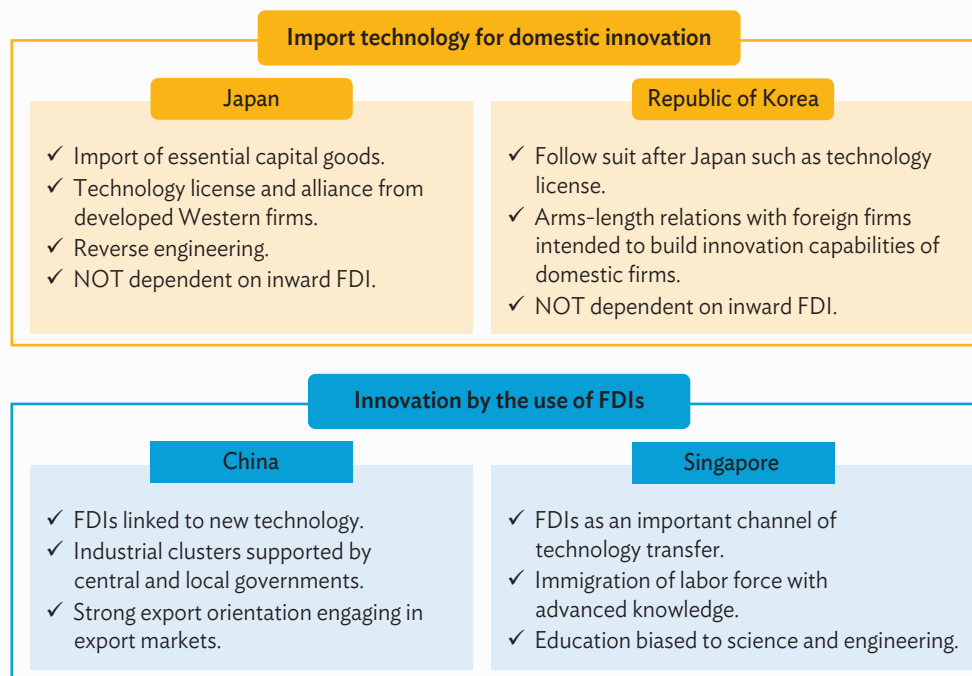 Import technology for domestic innovation
Japan
✓ Import of essential capital goods.
✓ Technology license and alliance from
developed Western firms.
✓ Reverse engineering.
✓ NOT dependent on inward FDI.
Republic of Korea
✓ Follow suit after Japan such as technology
license.
✓ Arms-length relations with foreign firms
intended to build innovation capabilities of
domestic firms.
✓ NOT dependent on inward FDI.
Innovation by the use of FDIs
China
✓ FDIs linked to new technology.
✓ Industrial clusters supported by
central and local governments.
✓ Strong export orientation engaging in
export markets.
Singapore
✓ FDIs as an important channel of
technology transfer.
✓ Immigration of labor force with
advanced knowledge.
✓ Education biased to science and engineering.